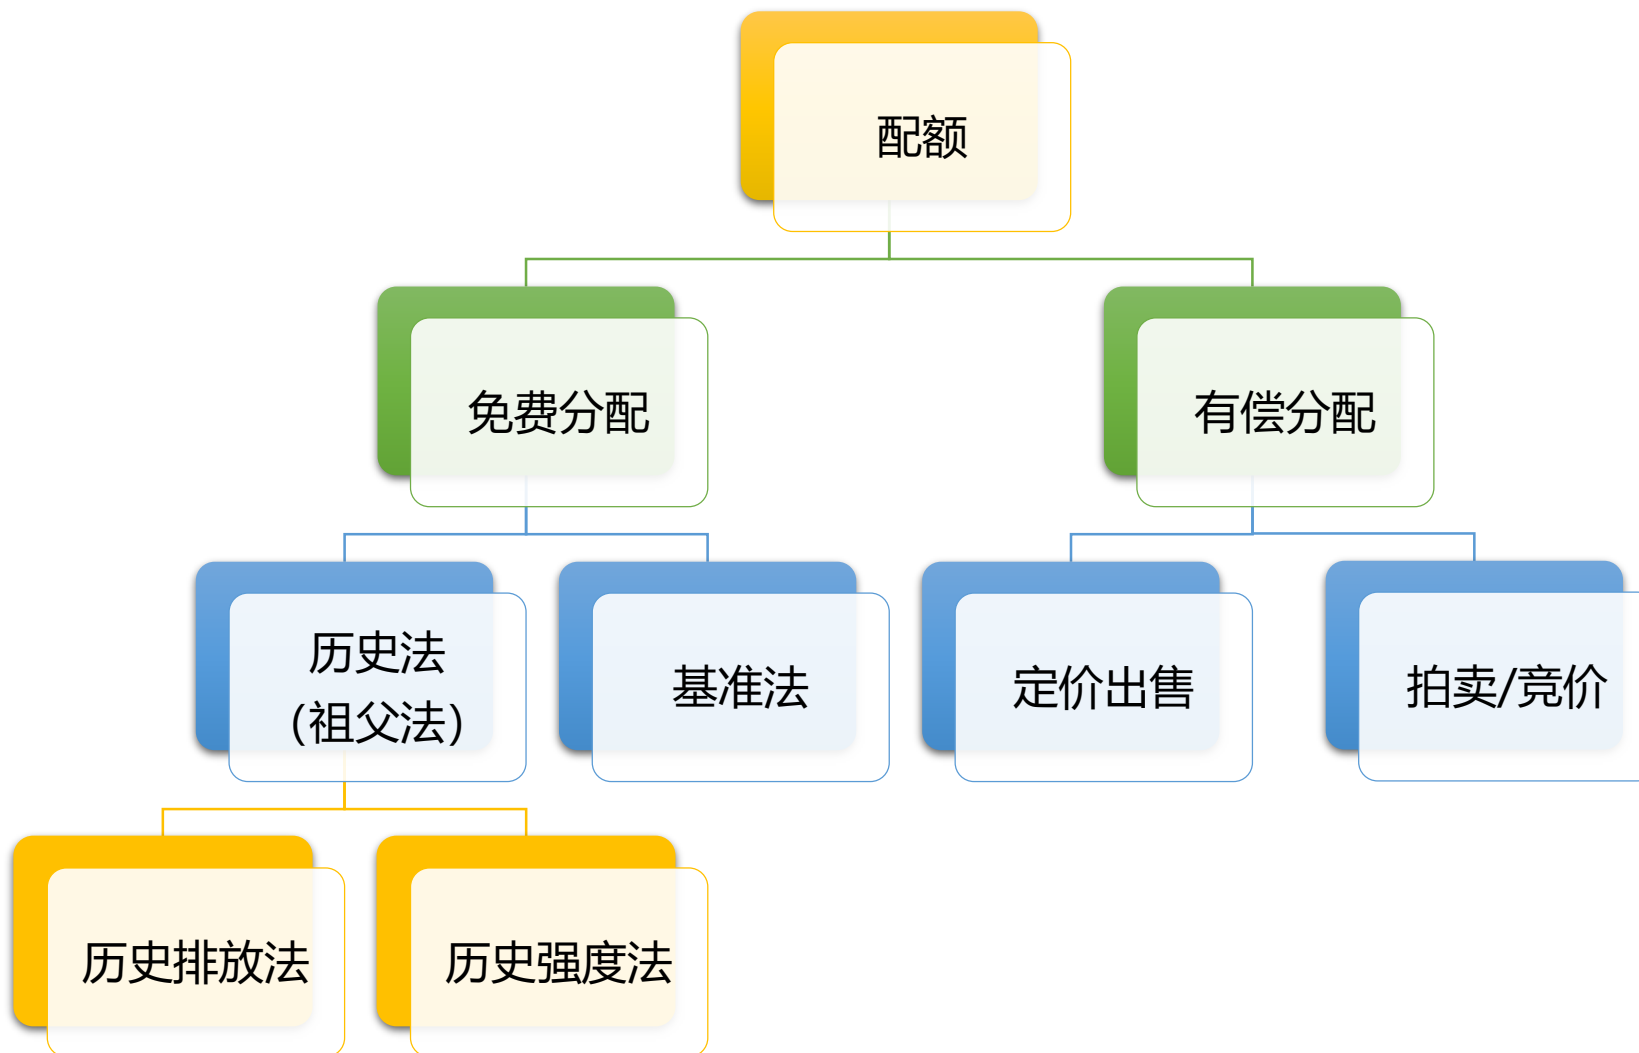 配额
免费分配
有偿分配
历史法
(祖父法)
基准法
定价出售
拍卖/竞价
历史排放法
历史强度法